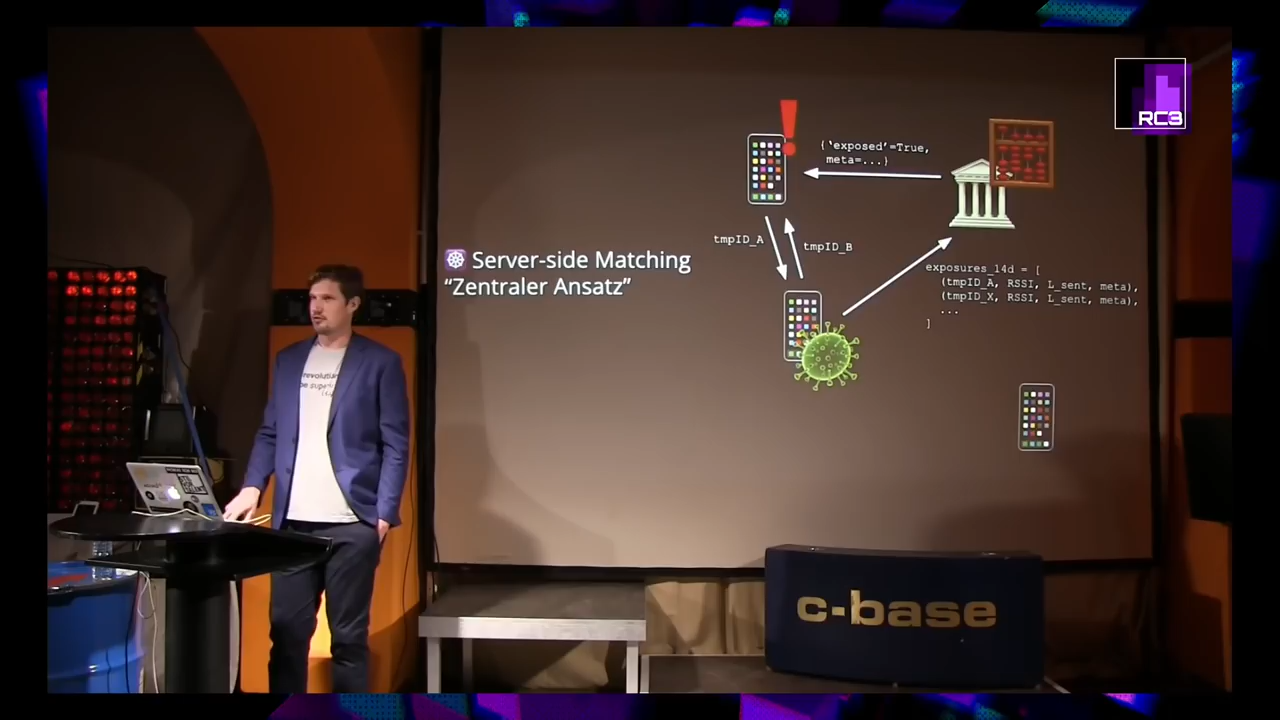 RC3
{‘exposed’=True,
meta=...}
tmpID_A
tmpID_B
Server-side Matching
“Zentraler Ansatz”
exposures_14d = [
(tmpID_A, RSSI, L_sent, meta),
(tmpID_X, RSSI, L_sent, meta),
...
]
c-base